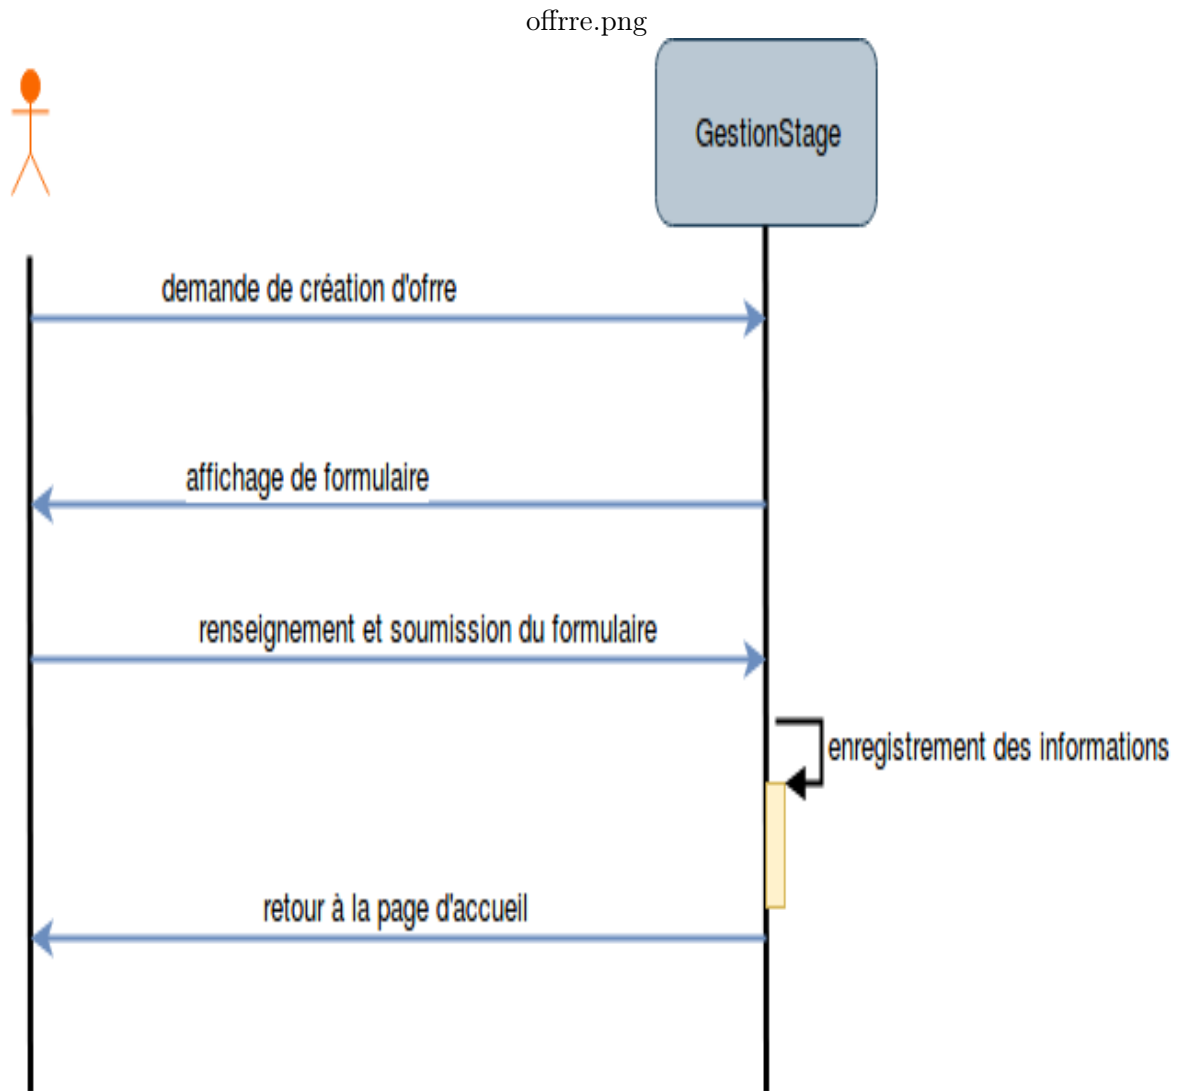 offrre.png
GestionStage
demande de création d'ofrre
affichage de formulaire
renseignement et soumission du formulaire
enregistrement des informations
retour à la page d'accueil